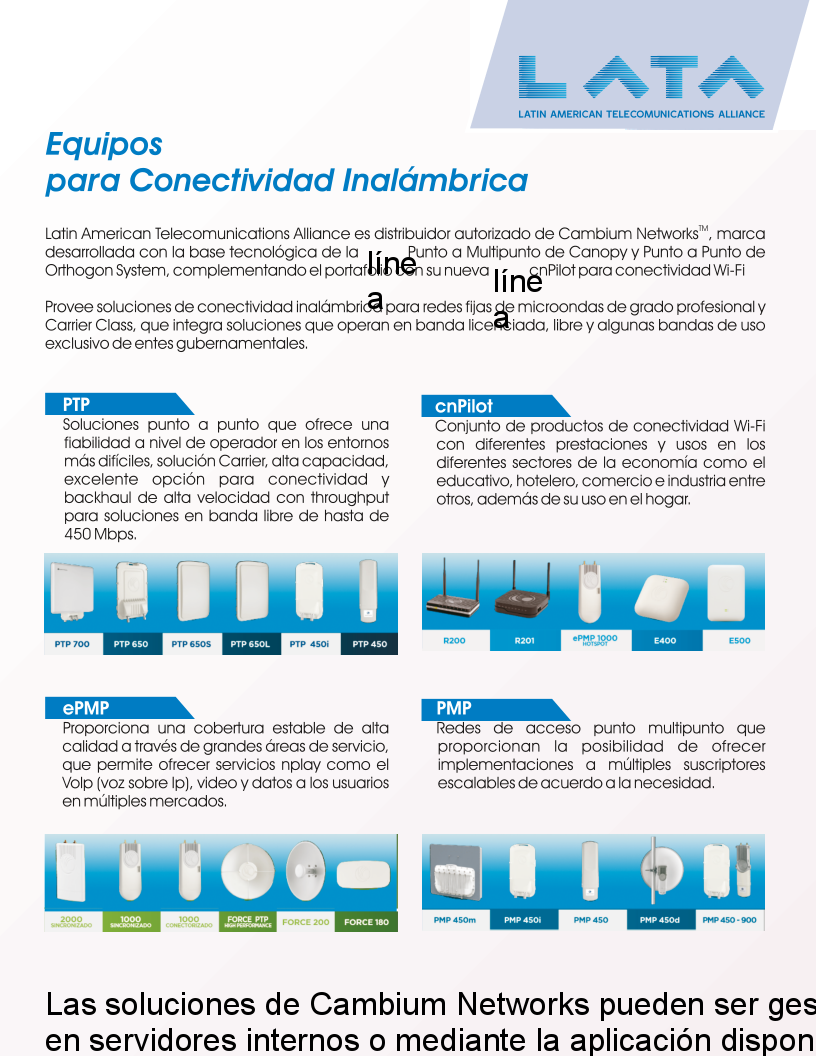 LATA
LATIN AMERICAN TELECOMUNICATIONS ALLIANCE
Equipos
para Conectividad Inalámbrica
Latin American Telecomunications Alliance es distribuidor autorizado de Cambium Networks™, marca
desarrollada con la base tecnológica de la línea Punto a Multipunto de Canopy y Punto a Punto de
Orthogon System, complementando el portafolio con su nueva línea cnPilot para conectividad Wi-Fi
Provee soluciones de conectividad inalámbrica para redes fijas de microondas de grado profesional y
Carrier Class, que integra soluciones que operan en banda licenciada, libre y algunas bandas de uso
exclusivo de entes gubernamentales.
PTP
Soluciones punto a punto que ofrece una
fiabilidad a nivel de operador en los entornos
más difíciles, solución Carrier, alta capacidad,
excelente opción para conectividad y
backhaul de alta velocidad con throughput
para soluciones en banda libre de hasta de
450 Mbps.
PTP 700 PTP 650 PTP 650S PTP 650L PTP 450i PTP 450
cnPilot
Conjunto de productos de conectividad Wi-Fi
con diferentes prestaciones y usos en los
diferentes sectores de la economía como el
educativo, hotelero, comercio e industria entre
otros, además de su uso en el hogar.
R200 R201 ePMP 1000 HOTSPOT E400 E500
ePMP
Proporciona una cobertura estable de alta
calidad a través de grandes áreas de servicio,
que permite ofrecer servicios nplay como el
VoIp (voz sobre Ip), video y datos a los usuarios
en múltiples mercados.
2000 SINCRONIZADO 1000 SINCRONIZADO 1000 CONECTORIZADO FORCE PTP HIGH PERFORMANCE FORCE 200 FORCE 180
PMP
Redes de acceso punto multipunto que
proporcionan la posibilidad de ofrecer
implementaciones a múltiples suscriptores
escalables de acuerdo a la necesidad.
PMP 450m PMP 450i PMP 450 PMP 450d PMP 450 - 900
Las soluciones de Cambium Networks pueden ser ges
en servidores internos o mediante la aplicación dispon